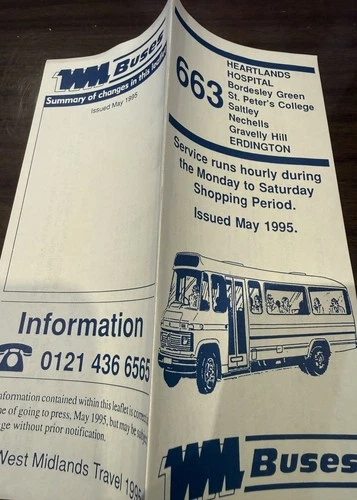 WM Buses
Summary of changes in this
Issued May 1995
Information
0121 436 6565
information contained within this leaflet is
of going to press, May 1995, but may be
without prior notification.
West Midlands Travel
663
HEARTLANDS
HOSPITAL
Bordesley Green
St. Peter's College
Saltley
Nechells
Gravelly Hill
ERDINGTON
Service runs hourly during
the Monday to Saturday
Shopping Period.
Issued May 1995.
WM Buses